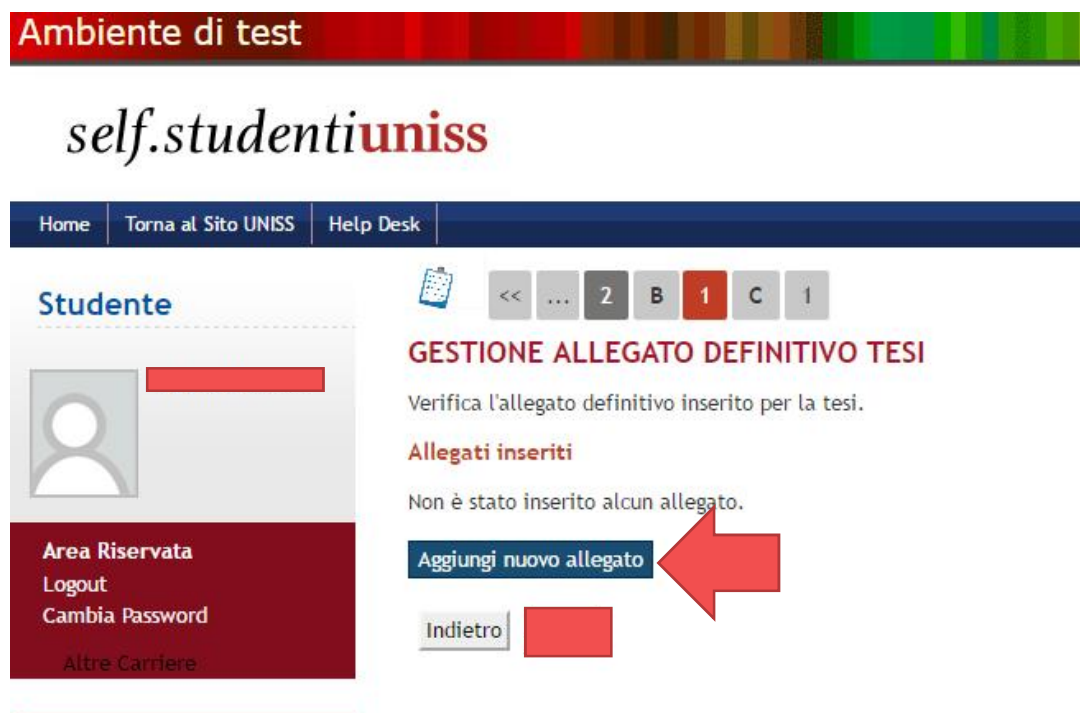 Ambiente di test
self.studentiuniss
Home Torna al Sito UNISS Help Desk
Studente
<< ... 2 B 1 C 1
GESTIONE ALLEGATO DEFINITIVO TESI
Verifica l'allegato definitivo inserito per la tesi.
Allegati inseriti
Non è stato inserito alcun allegato.
Aggiungi nuovo allegato
Indietro
Area Riservata
Logout
Cambia Password
Altre Carriere